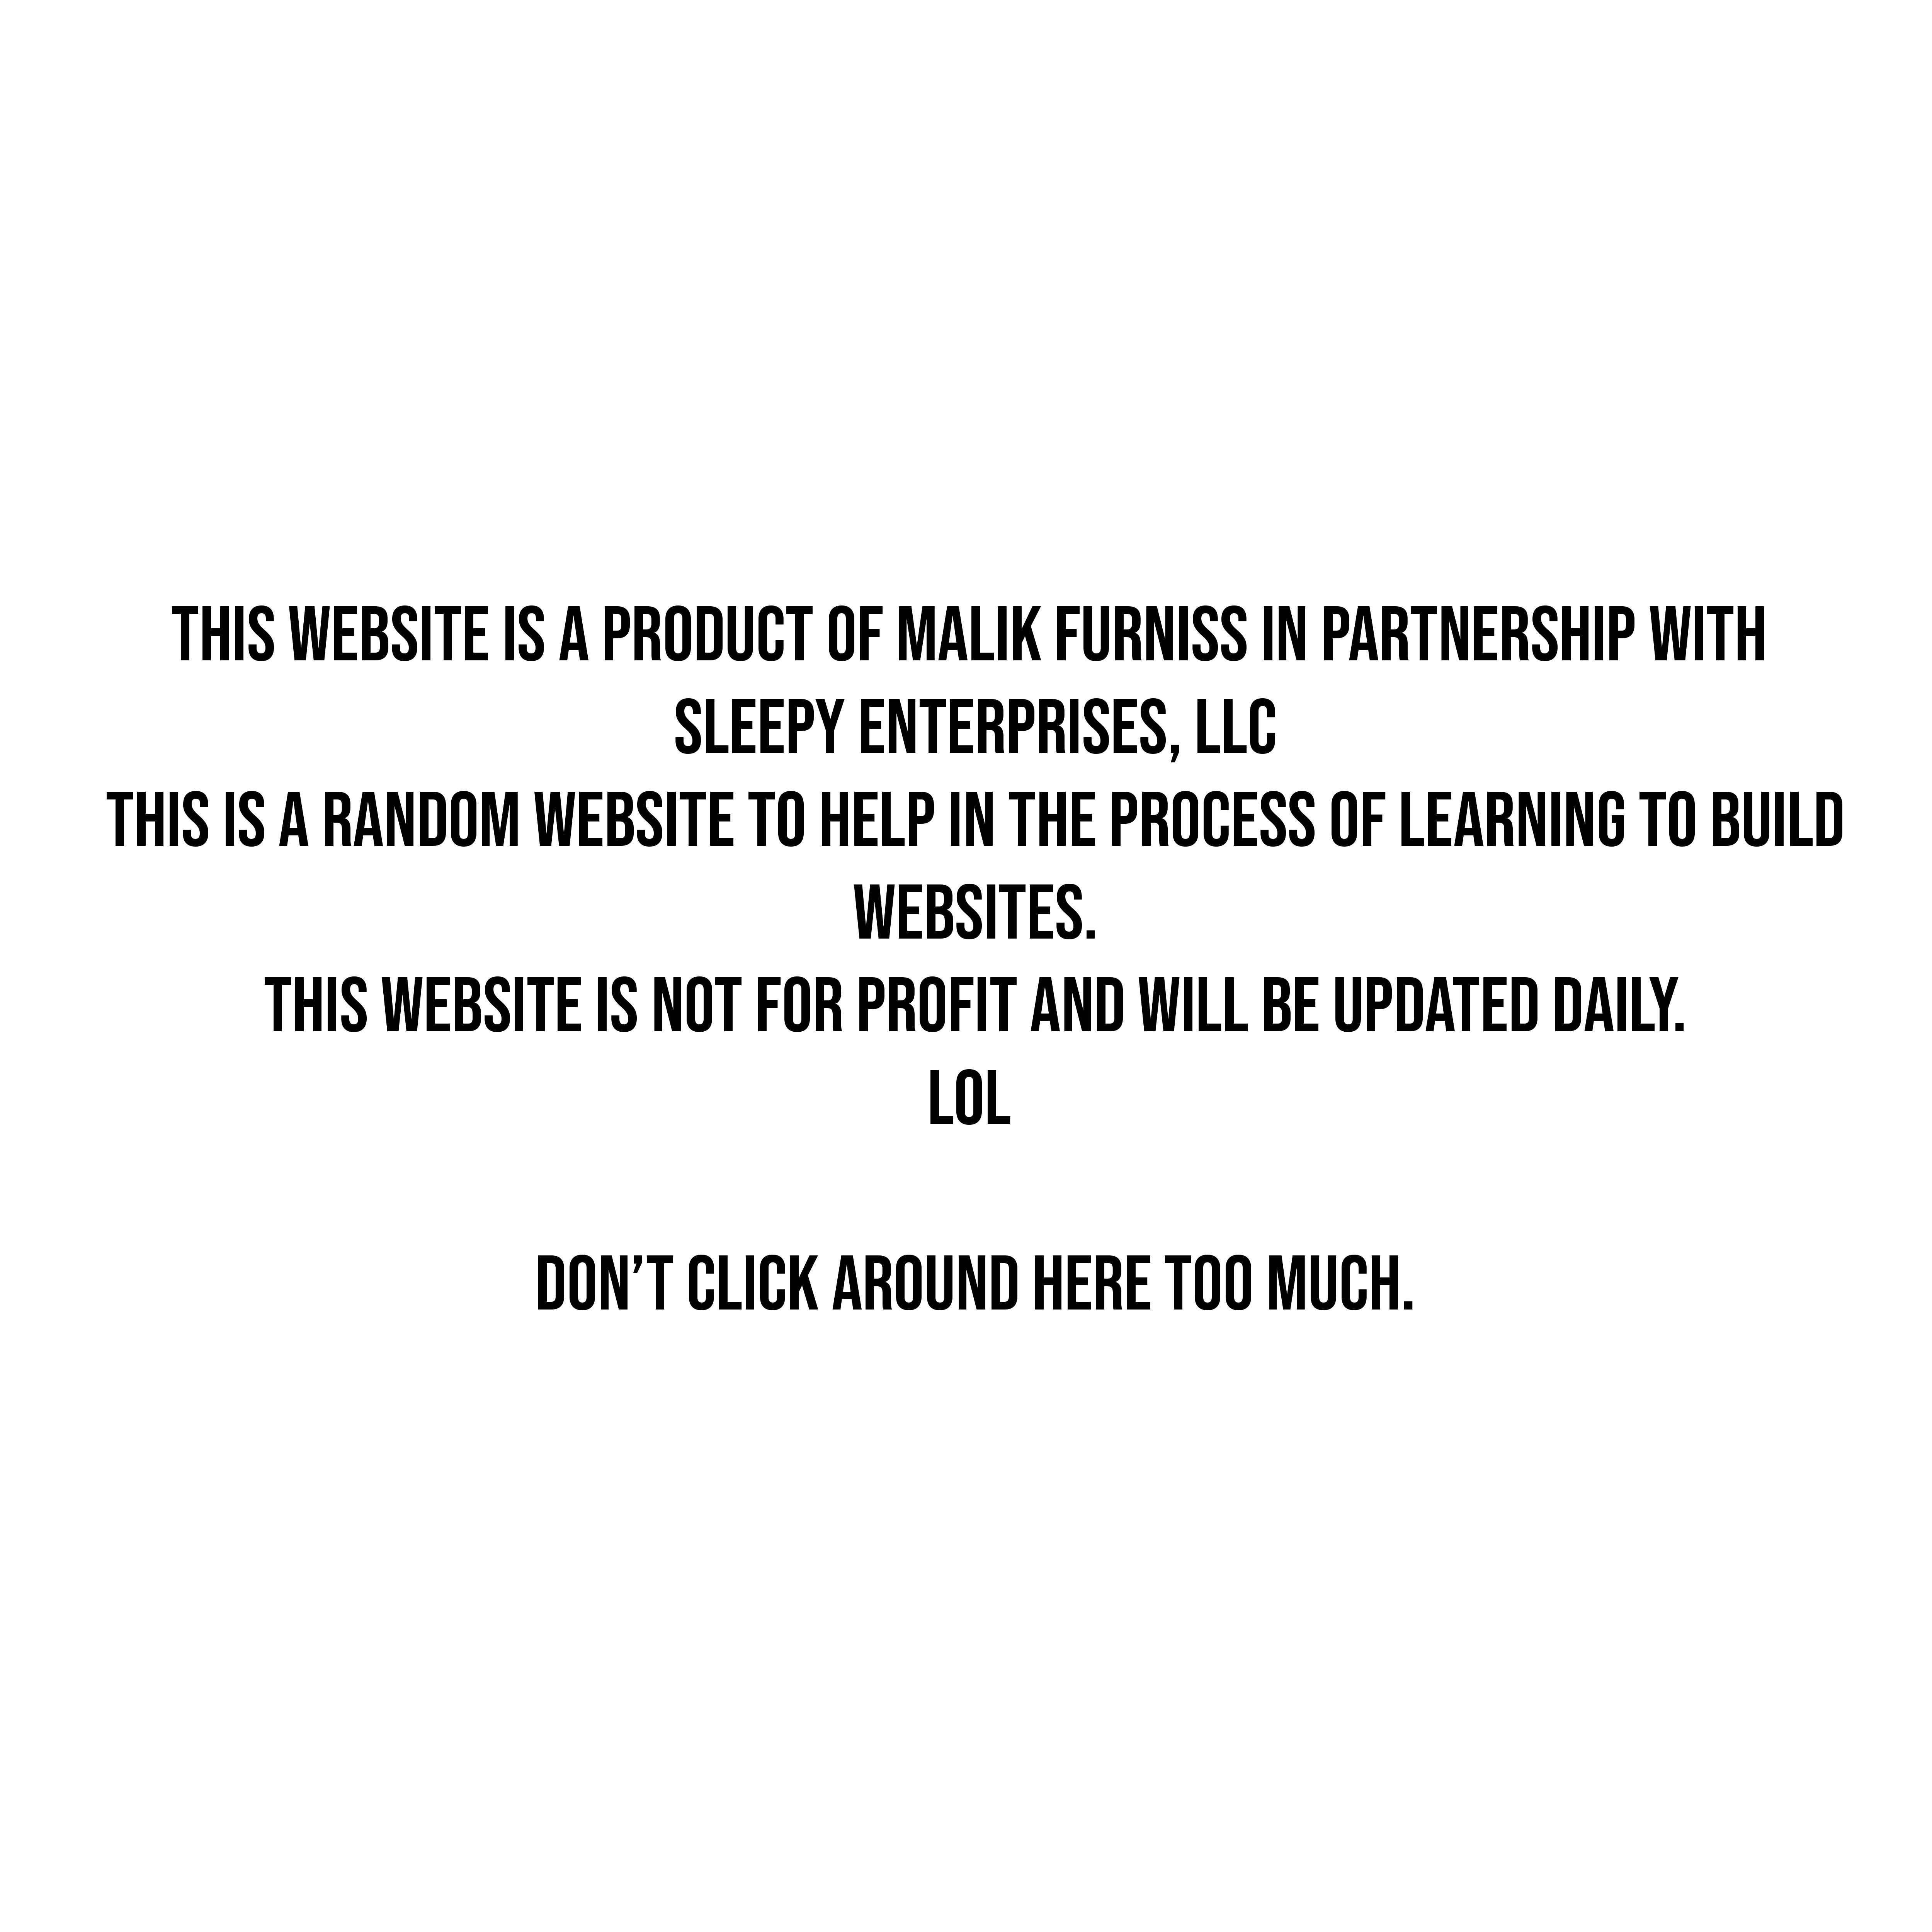 THIS WEBSITE IS A PRODUCT OF MALIK FURNISS IN PARTNERSHIP WITH
SLEEPY ENTERPRISES, LLC
THIS IS A RANDOM WEBSITE TO HELP IN THE PROCESS OF LEARNING TO BUILD
WEBSITES.
THIS WEBSITE IS NOT FOR PROFIT AND WILL BE UPDATED DAILY.
LOL
DON'T CLICK AROUND HERE TOO MUCH.